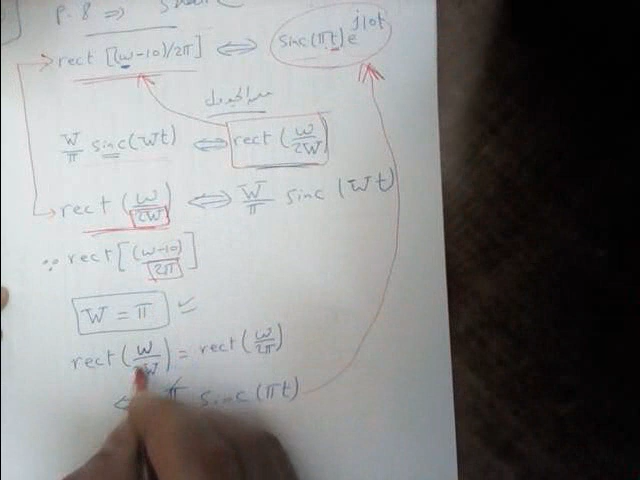 P. 8 ⇒
rect [(ω-10)/2π] ⇔ sinc(πt)e^j10t
من الجدول
W/π sinc(Wt) ⇔ rect (ω/2W)
rect (ω/2W) ⇔ W/π sinc (Wt)
∵ rect [(ω-10)/2π]
W = π ✓
rect (ω/2W) = rect (ω/2π)
π sinc (πt)